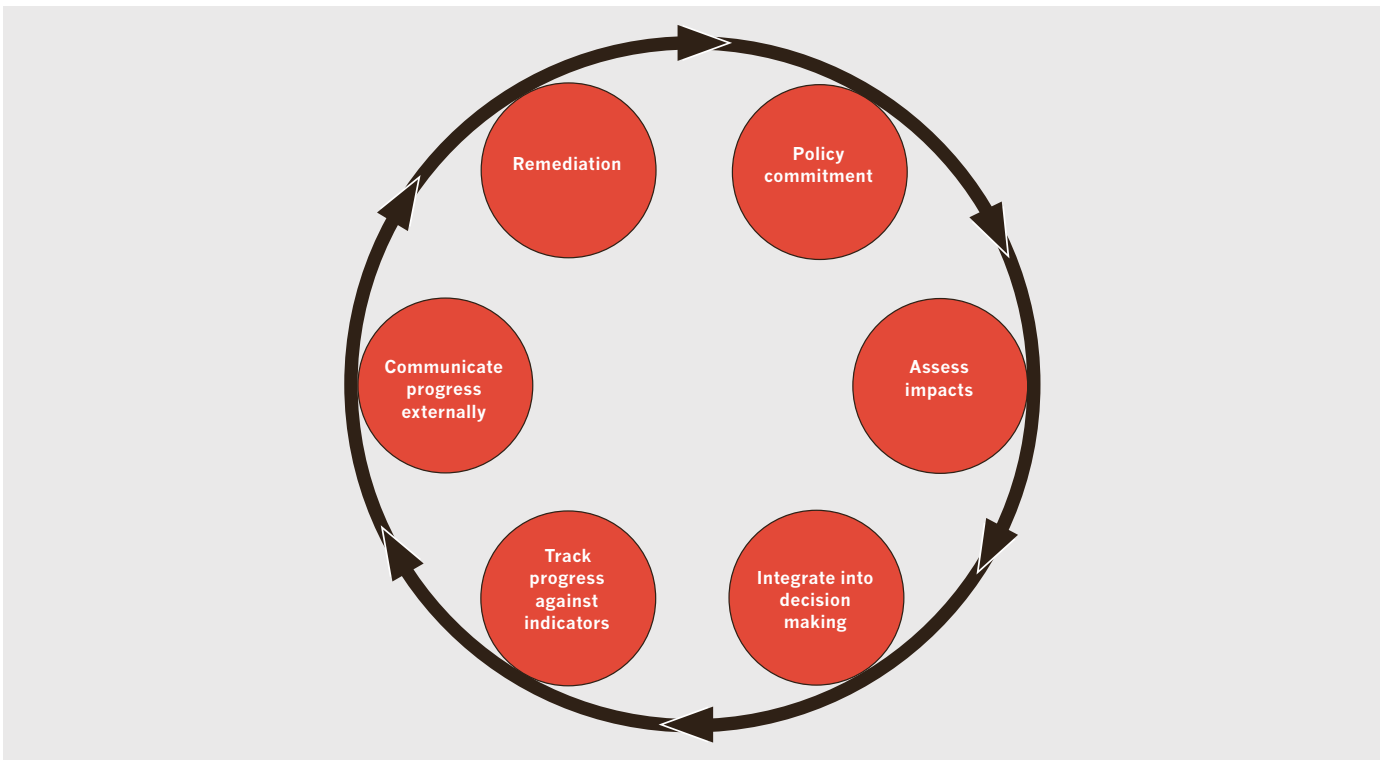 Remediation
Policy
commitment
Assess
impacts
Integrate into
decision
making
Track
progress
against
indicators
Communicate
progress
externally